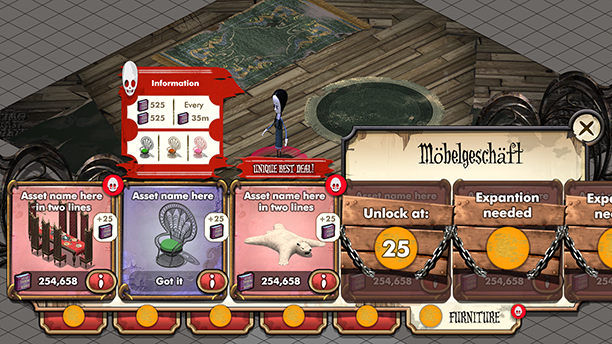 Information
525
Every
525
35m
UNIQUE BEST DEAL!
Möbelgeschäft
Asset name here
in two lines
+25
254,658
Asset name here
+25
Got it
Asset name here
in two lines
+25
254,658
Unlock at:
25
Expantion
needed
needed
FURNITURE